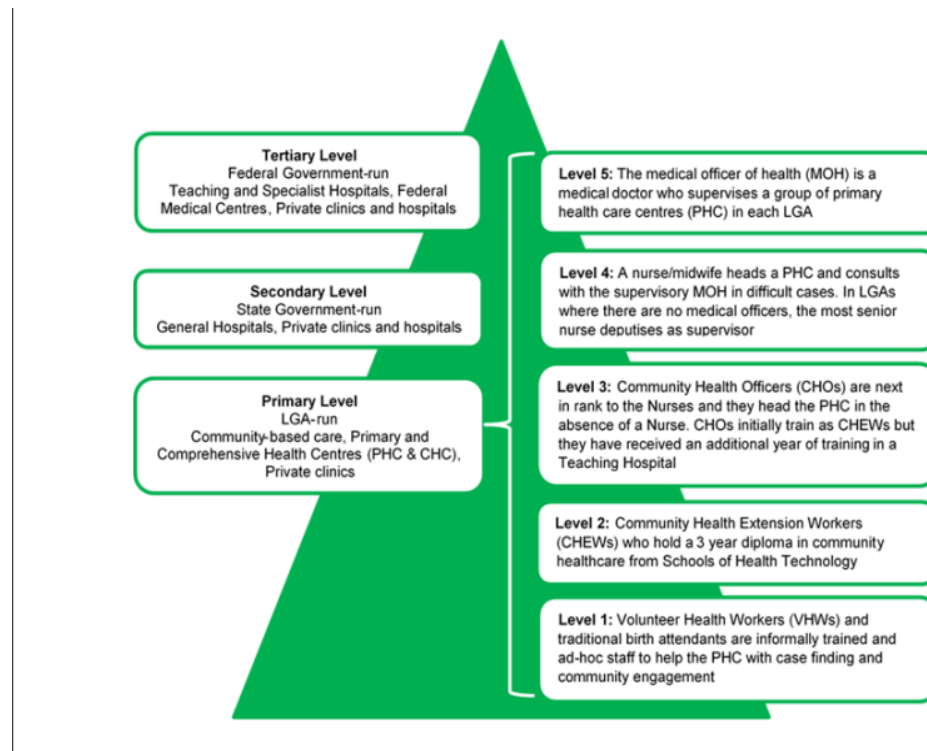 Tertiary Level
Federal Government-run
Teaching and Specialist Hospitals, Federal
Medical Centres, Private clinics and hospitals
Secondary Level
State Government-run
General Hospitals, Private clinics and hospitals
Primary Level
LGA-run
Community-based care, Primary and
Comprehensive Health Centres (PHC & CHC),
Private clinics
Level 5: The medical officer of health (MOH) is a
medical doctor who supervises a group of primary
health care centres (PHC) in each LGA
Level 4: A nurse/midwife heads a PHC and consults
with the supervisory MOH in difficult cases. In LGAs
where there are no medical officers, the most senior
nurse deputises as supervisor
Level 3: Community Health Officers (CHOs) are next
in rank to the Nurses and they head the PHC in the
absence of a Nurse. CHOs initially train as CHEWs but
they have received an additional year of training in a
Teaching Hospital
Level 2: Community Health Extension Workers
(CHEWs) who hold a 3 year diploma in community
healthcare from Schools of Health Technology
Level 1: Volunteer Health Workers (VHWs) and
traditional birth attendants are informally trained and
ad-hoc staff to help the PHC with case finding and
community engagement